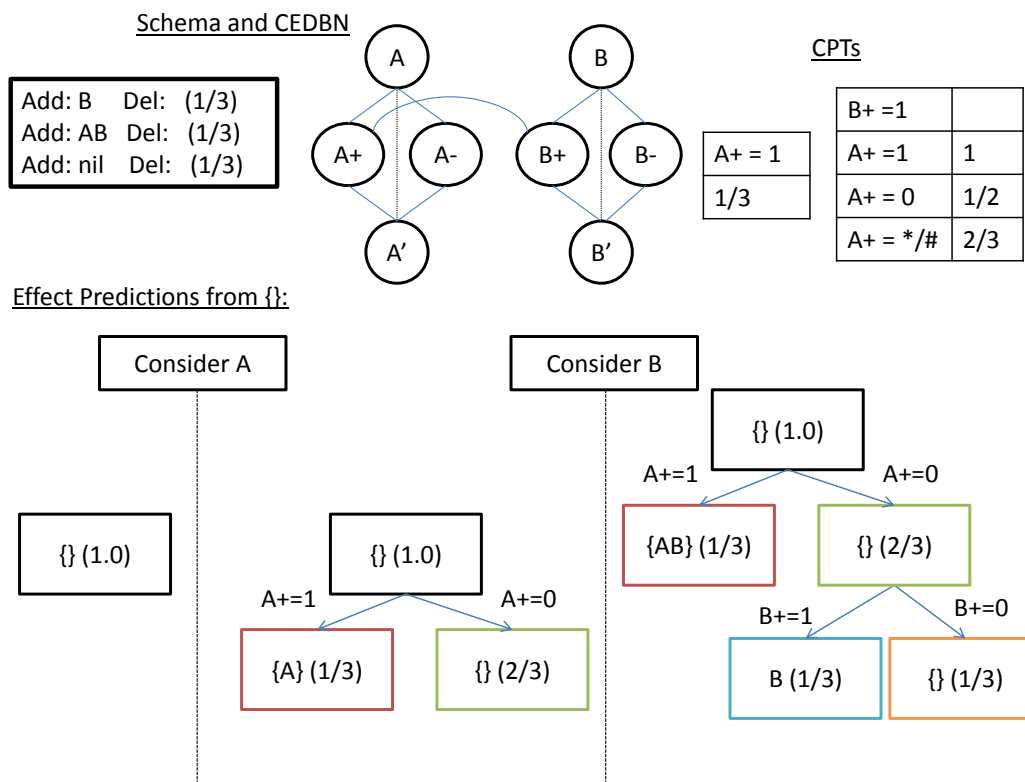 Schema and CEDBN
Add: B Del: (1/3)
Add: AB Del: (1/3)
Add: nil Del: (1/3)
A
A+
A-
A’
B
B+
B-
B’
CPTs
A+ = 1
1/3
B+ =1
A+ =1 1
A+ = 0 1/2
A+ = */# 2/3
Effect Predictions from {}:
Consider A
Consider B
{} (1.0)
{} (1.0)
A+=1 A+=0
{A} (1/3) {} (2/3)
{} (1.0)
A+=1 A+=0
{AB} (1/3) {} (2/3)
B+=1 B+=0
B (1/3) {} (1/3)